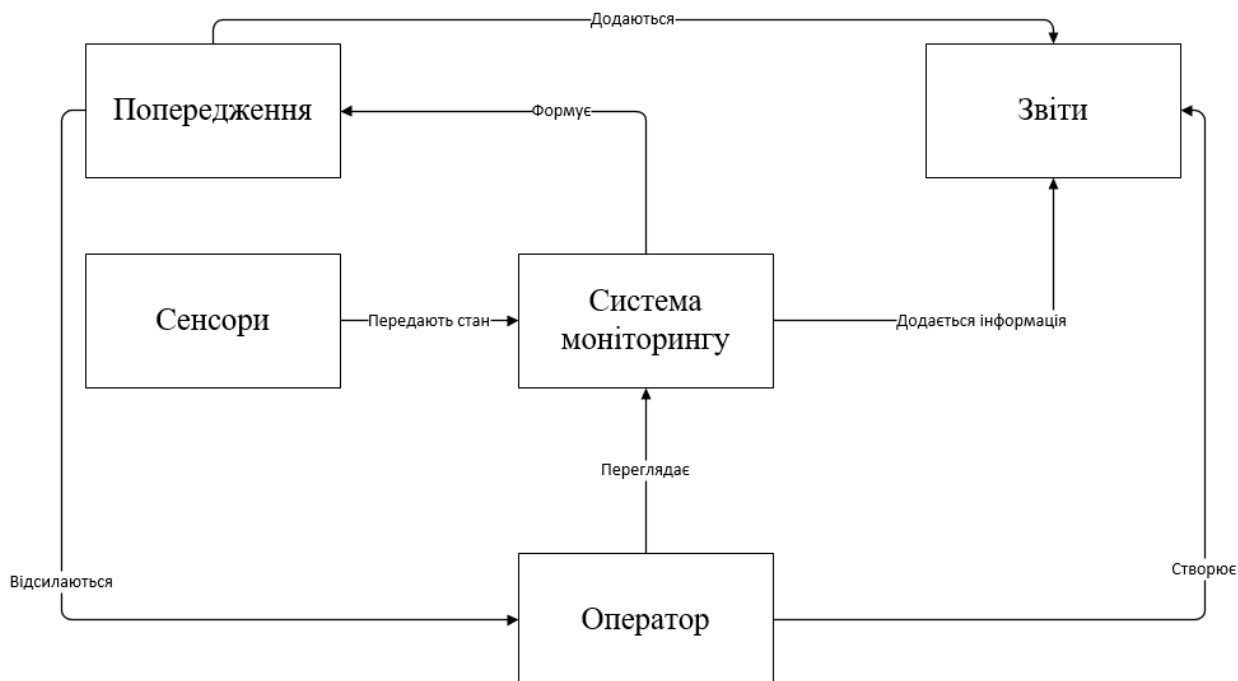 Додаються
Попередження
Формує
Звіти
Сенсори
Передають стан
Система
моніторингу
Додається інформація
Переглядає
Відсилаються
Оператор
Створює